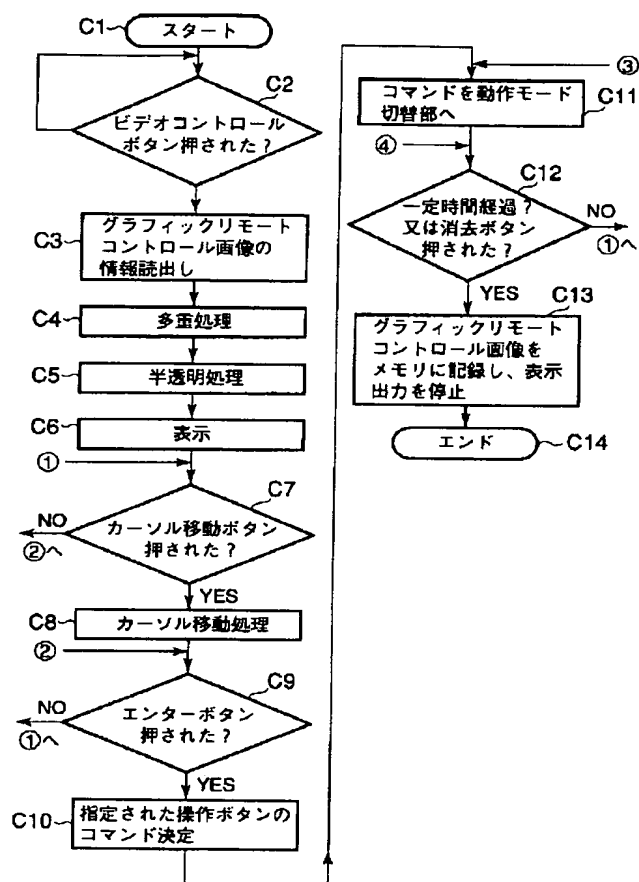 C1
スタート
C2
ビデオコントロール
ボタン押された？
C3
グラフィックリモート
コントロール画像の
情報読出し
C4
多重処理
C5
半透明処理
C6
表示
①
C7
カーソル移動ボタン
押された？
NO
②へ
YES
C8
カーソル移動処理
②
C9
エンターボタン
押された？
NO
①へ
YES
C10
指定された操作ボタンの
コマンド決定
③
コマンドを動作モード
切替部へ
C11
④
C12
一定時間経過？
又は消去ボタン
押された？
NO
①へ
YES
C13
グラフィックリモート
コントロール画像を
メモリに記録し、表示
出力を停止
エンド
C14